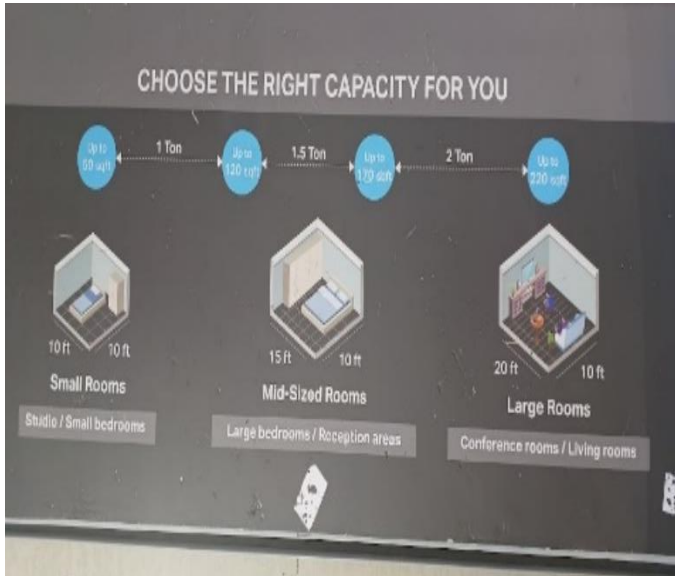 CHOOSE THE RIGHT CAPACITY FOR YOU
Up to
1 Ton
Up to
120 sqft
1.5 Ton
Up to
170 sqft
2 Ton
Up to
220 sqft
10 ft
10 ft
Small Rooms
Studio / Small bedrooms
15 ft
10 ft
Mid-Sized Rooms
Large bedrooms / Reception areas
20 ft
10 ft
Large Rooms
Conference rooms / Living rooms